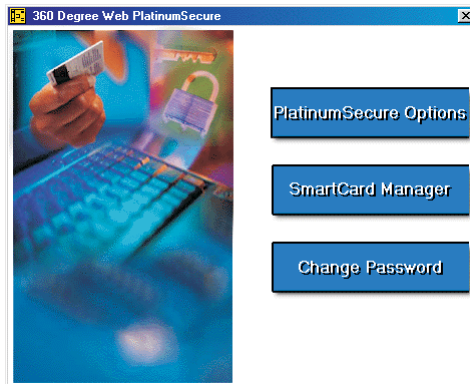 360 Degree Web PlatinumSecure
PlatinumSecure Options
SmartCard Manager
Change Password